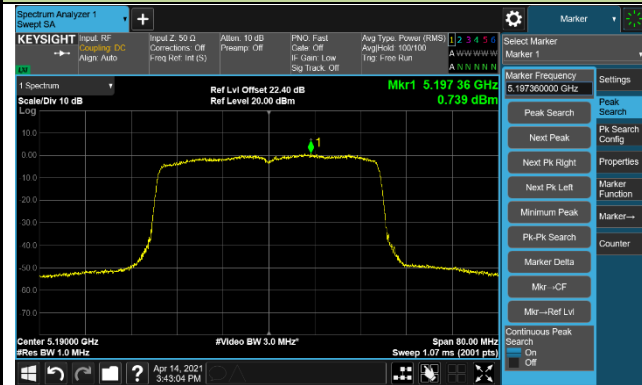 Spectrum Analyzer 1
Swept SA
Marker
KEYSIGHT
Input: RF
Coupling: DC
Align: Auto
Input Z: 50 Ω
Corrections: Off
Freq Ref: Int (S)
Atten: 10 dB
Preamp: Off
PNO: Fast
Gate: Off
IF Gain: Low
Sig Track: Off
Avg Type: Power (RMS)
Avg|Hold: 100/100
Trig: Free Run
1 2 3 4 5 6
A W W W W W
A N N N N N
Select Marker
Marker 1
LXI
1 Spectrum
Scale/Div 10 dB
Log
Ref Lvl Offset 22.40 dB
Ref Level 20.00 dBm
Mkr1 5.197 36 GHz
0.739 dBm
10.0
0.00
10.0
20.0
30.0
40.0
50.0
60.0
70.0
1
Center 5.19000 GHz
#Res BW 1.0 MHz
#Video BW 3.0 MHz*
Span 80.00 MHz
Sweep 1.07 ms (2001 pts)
Marker Frequency
5.197360000 GHz
Peak Search
Next Peak
Next Pk Right
Next Pk Left
Minimum Peak
Pk-Pk Search
Marker Delta
Mkr→CF
Mkr→Ref Lvl
Continuous Peak
Search
On
Off
Settings
Peak
Search
Pk Search
Config
Properties
Marker
Function
Marker→
Counter
?
Apr 14, 2021
3:43:04 PM